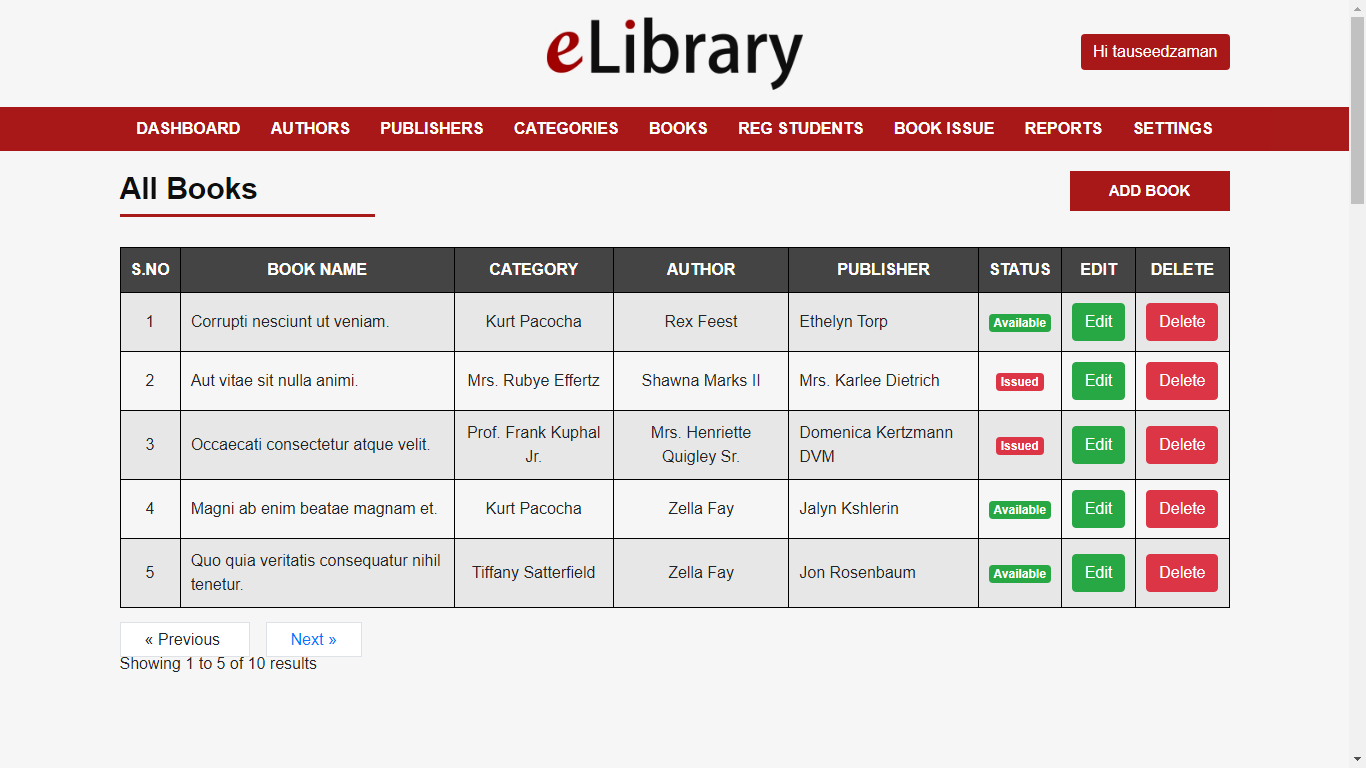 eLibrary
Hi tauseedzaman
DASHBOARD AUTHORS PUBLISHERS CATEGORIES BOOKS REG STUDENTS BOOK ISSUE REPORTS SETTINGS
All Books
ADD BOOK
S.NO BOOK NAME CATEGORY AUTHOR PUBLISHER STATUS EDIT DELETE
1 Corrupti nesciunt ut veniam. Kurt Pacocha Rex Feest Ethelyn Torp Available Edit Delete
2 Aut vitae sit nulla animi. Mrs. Rubye Effertz Shawna Marks II Mrs. Karlee Dietrich Issued Edit Delete
3 Occaecati consectetur atque velit. Prof. Frank Kuphal Jr. Mrs. Henriette Quigley Sr. Domenica Kertzmann DVM Issued Edit Delete
4 Magni ab enim beatae magnam et. Kurt Pacocha Zella Fay Jalyn Kshlerin Available Edit Delete
5 Quo quia veritatis consequatur nihil tenetur. Tiffany Satterfield Zella Fay Jon Rosenbaum Available Edit Delete
« Previous Next »
Showing 1 to 5 of 10 results